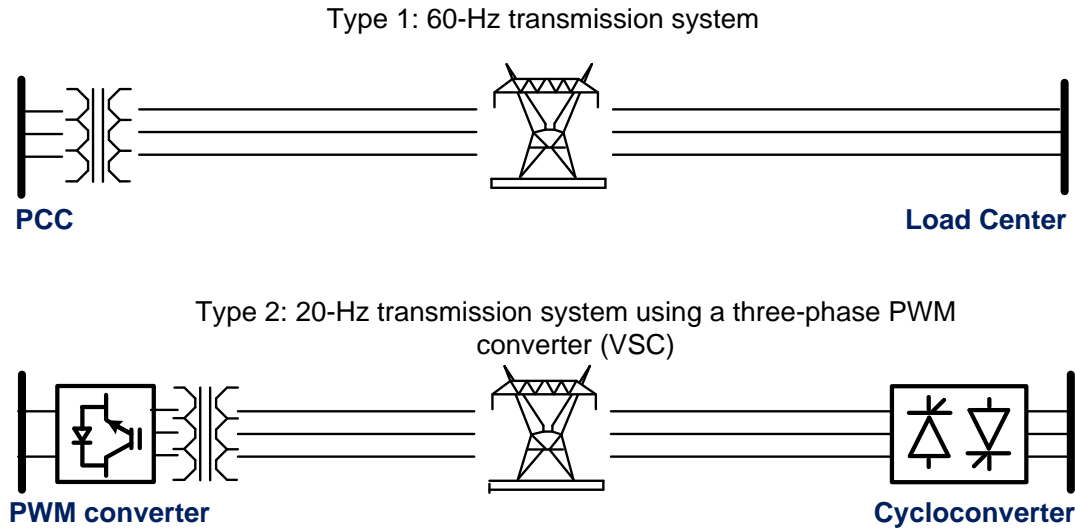 Type 1: 60-Hz transmission system
PCC
Load Center
Type 2: 20-Hz transmission system using a three-phase PWM
converter (VSC)
PWM converter
Cycloconverter